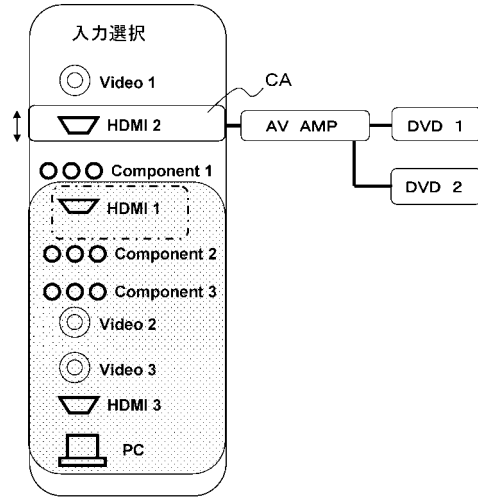 入力選択
Video 1
CA
HDMI 2
AV AMP
DVD 1
Component 1
DVD 2
HDMI 1
Component 2
Component 3
Video 2
Video 3
HDMI 3
PC